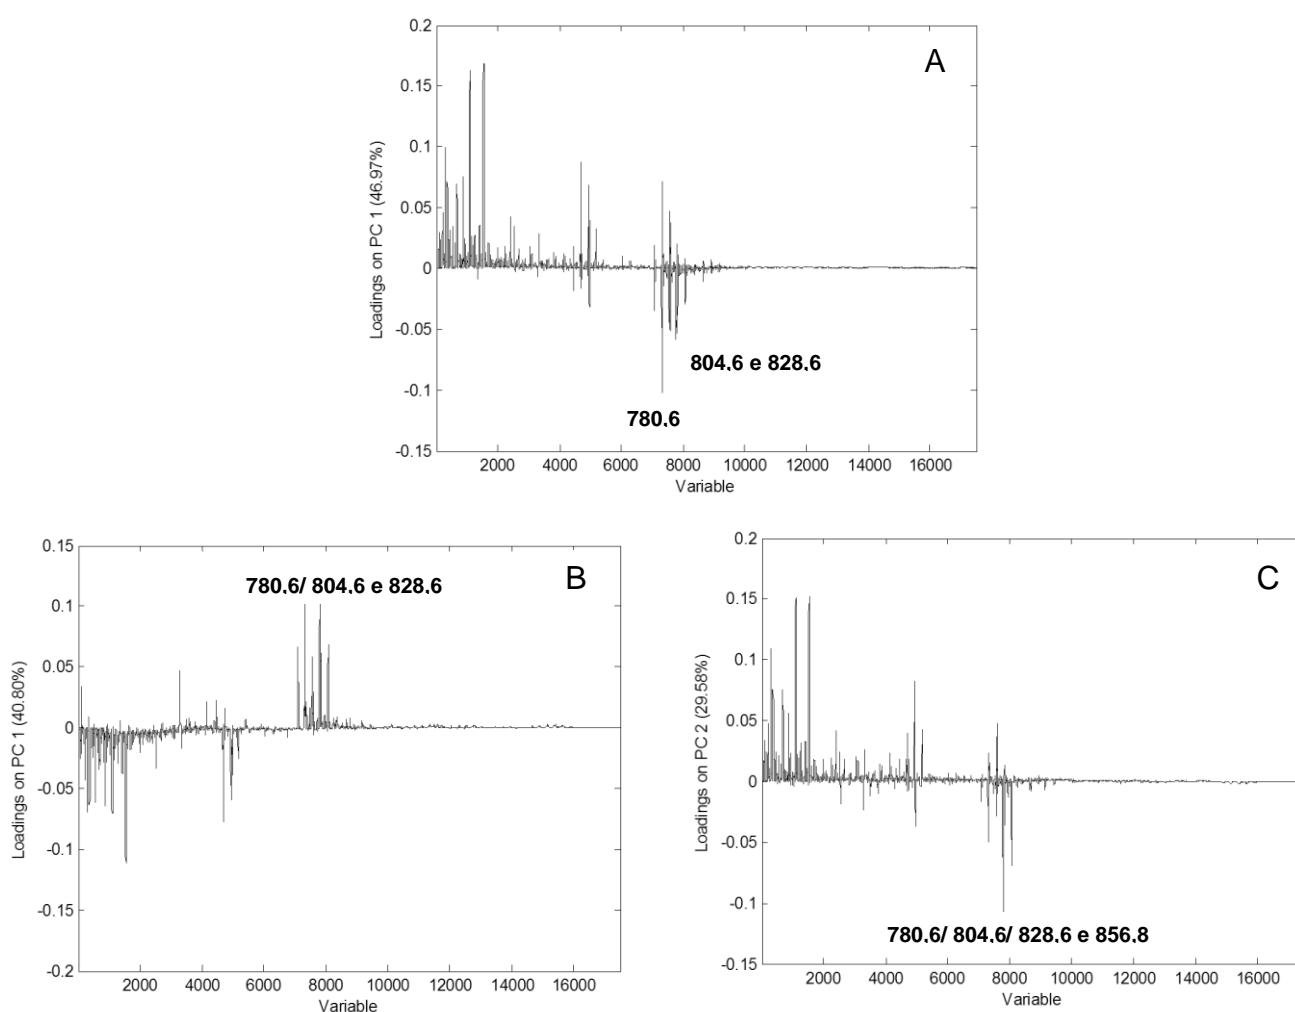 0.2
A
0.15
0.1
0.05
0
-0.05
-0.1
-0.15
Loadings on PC 1 (46.97%)
804.6 e 828.6
780.6
2000 4000 6000 8000 10000 12000 14000 16000
Variable
0.15
B
780.6/ 804.6 e 828.6
0.1
0.05
0
-0.05
-0.1
-0.15
-0.2
Loadings on PC 1 (40.80%)
2000 4000 6000 8000 10000 12000 14000 16000
Variable
0.2
C
0.15
0.1
0.05
0
-0.05
-0.1
-0.15
Loadings on PC 2 (29.58%)
780.6/ 804.6/ 828.6 e 856.8
2000 4000 6000 8000 10000 12000 14000 16000
Variable